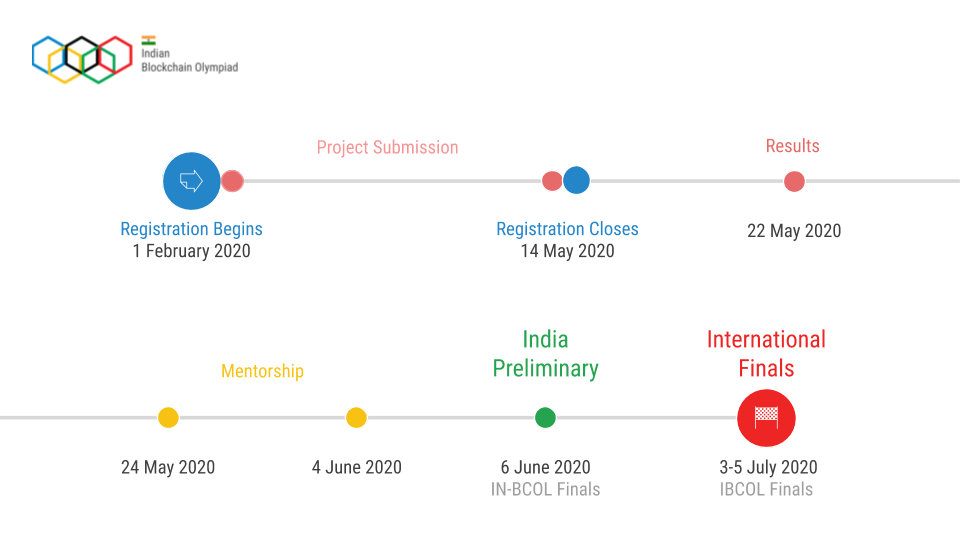 Indian
Blockchain Olympiad
Project Submission
Results
Registration Begins
1 February 2020
Registration Closes
14 May 2020
22 May 2020
Mentorship
India
Preliminary
International
Finals
24 May 2020
4 June 2020
6 June 2020
IN-BCOL Finals
3-5 July 2020
IBCOL Finals